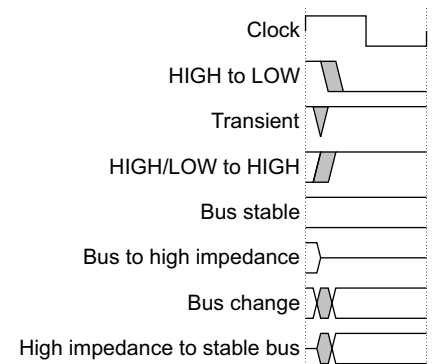 Clock
HIGH to LOW
Transient
HIGH/LOW to HIGH
Bus stable
Bus to high impedance
Bus change
High impedance to stable bus